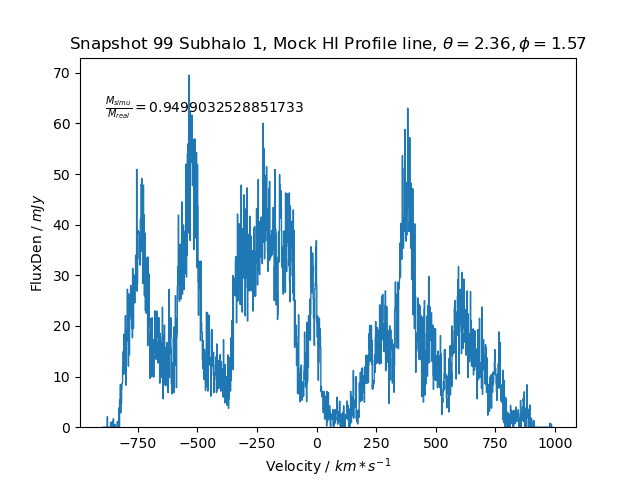 Snapshot 99 Subhalo 1, Mock HI Profile line, θ = 2.36, ϕ = 1.57
M_simu/M_real = 0.9499032528851733
FluxDen / mJy
70
60
50
40
30
20
10
0
−750 −500 −250 0 250 500 750 1000
Velocity / km * s⁻¹